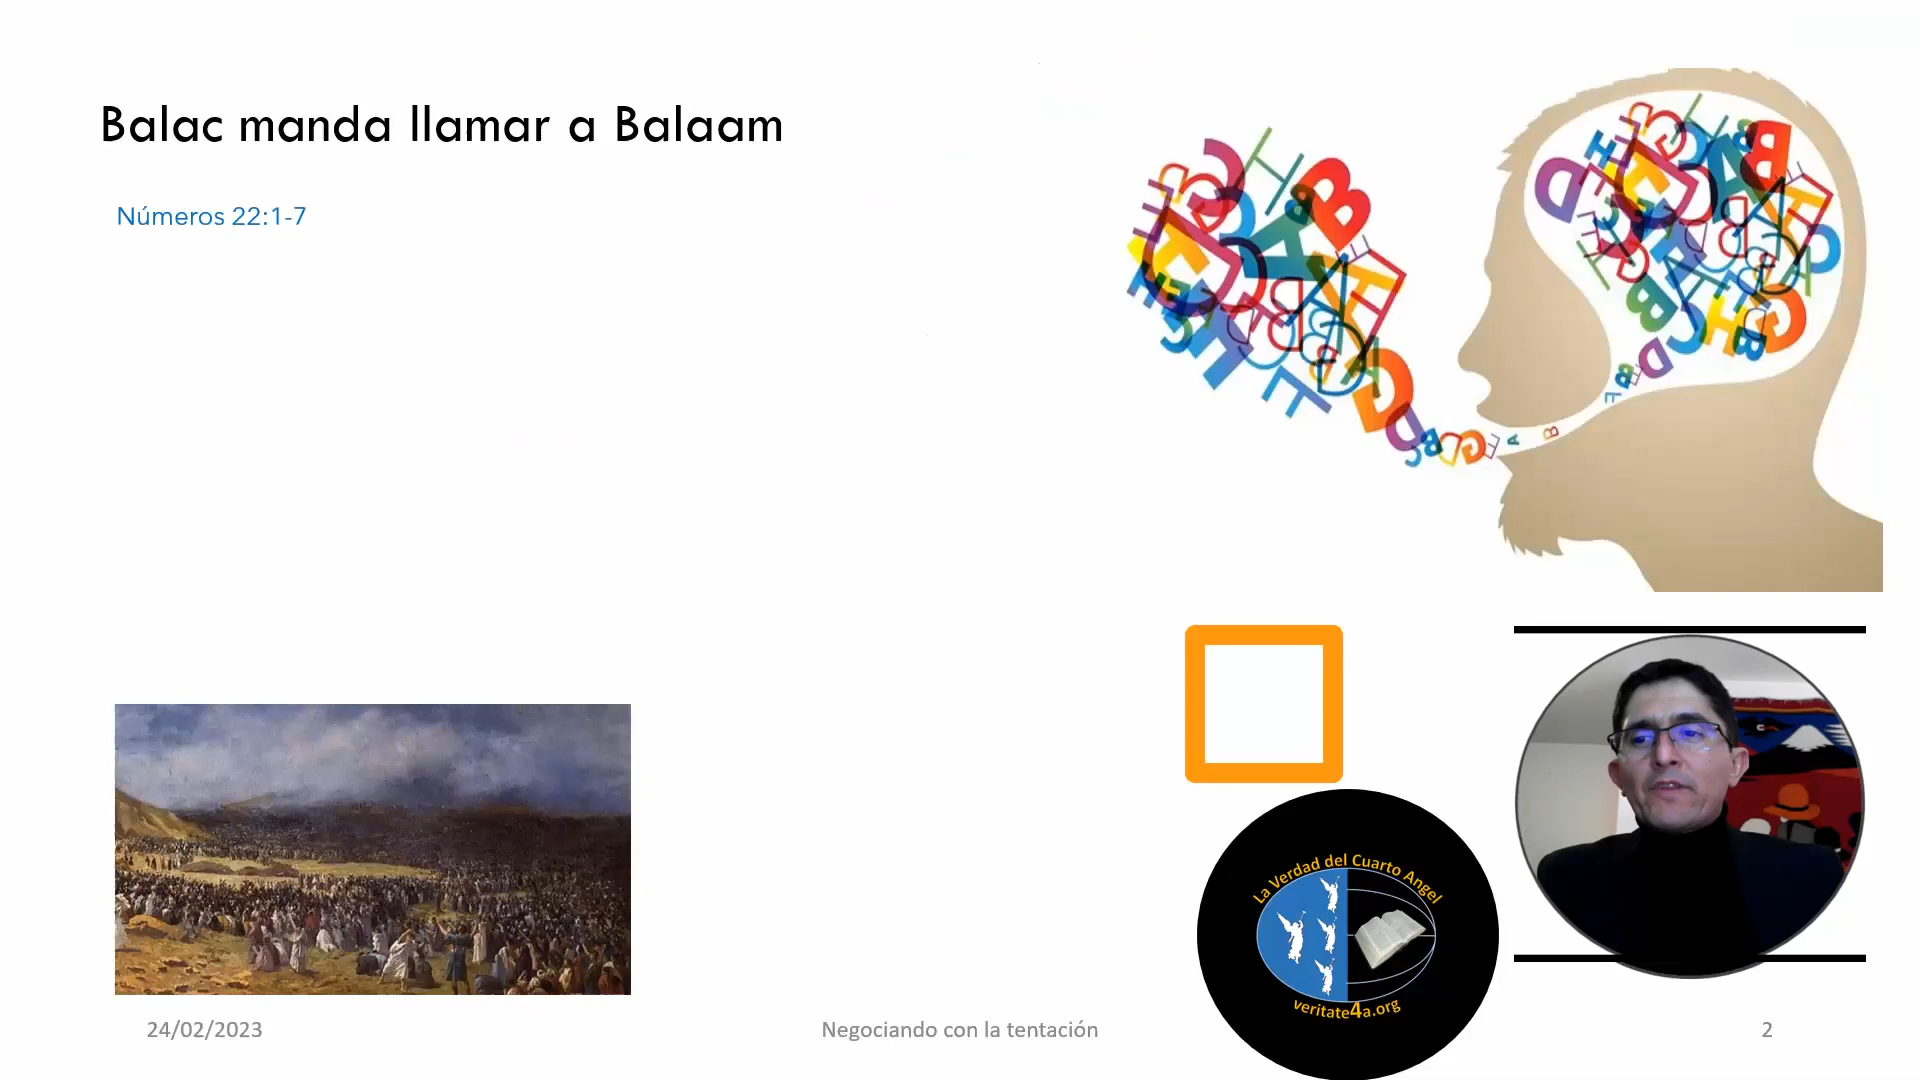 Balac manda llamar a Balaam
Números 22:1-7
La Verdad del Cuarto Angel
veritate4a.org
24/02/2023
Negociando con la tentación
2